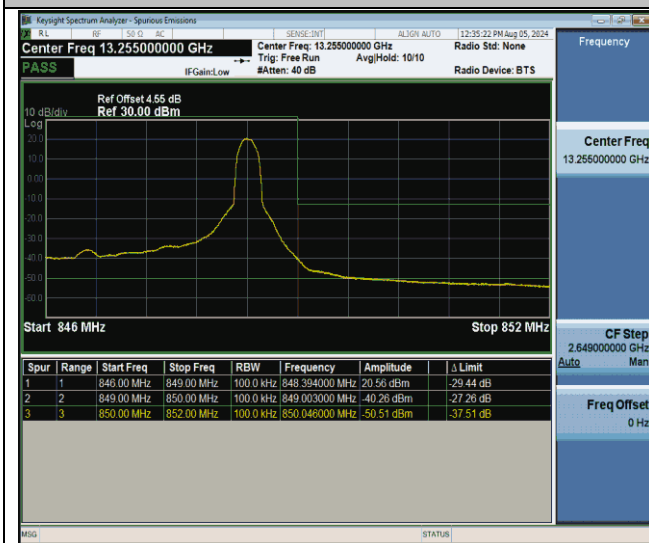 Keysight Spectrum Analyzer - Spurious Emissions
RL RF 50 Ω AC SENSE:INT ALIGN AUTO 12:35:22 PM Aug 05, 2024
Center Freq 13.255000000 GHz
Center Freq: 13.255000000 GHz
Radio Std: None
Trig: Free Run
Avg|Hold: 10/10
PASS
IFGain:Low
#Atten: 40 dB
Radio Device: BTS
Ref Offset 4.55 dB
10 dB/div Ref 30.00 dBm
Log
20.0
10.0
0.00
-10.0
-20.0
-30.0
-40.0
-50.0
-60.0
Start 846 MHz
Stop 852 MHz
Spur Range Start Freq Stop Freq RBW Frequency Amplitude Δ Limit
1 1 846.00 MHz 849.00 MHz 100.0 kHz 848.394000 MHz 20.56 dBm -29.44 dB
2 2 849.00 MHz 850.00 MHz 100.0 kHz 849.003000 MHz -40.26 dBm -27.26 dB
3 3 850.00 MHz 852.00 MHz 100.0 kHz 850.046000 MHz -50.51 dBm -37.51 dB
MSG
STATUS
Frequency
Center Freq
13.255000000 GHz
CF Step
2.649000000 GHz
Auto Man
Freq Offset
0 Hz